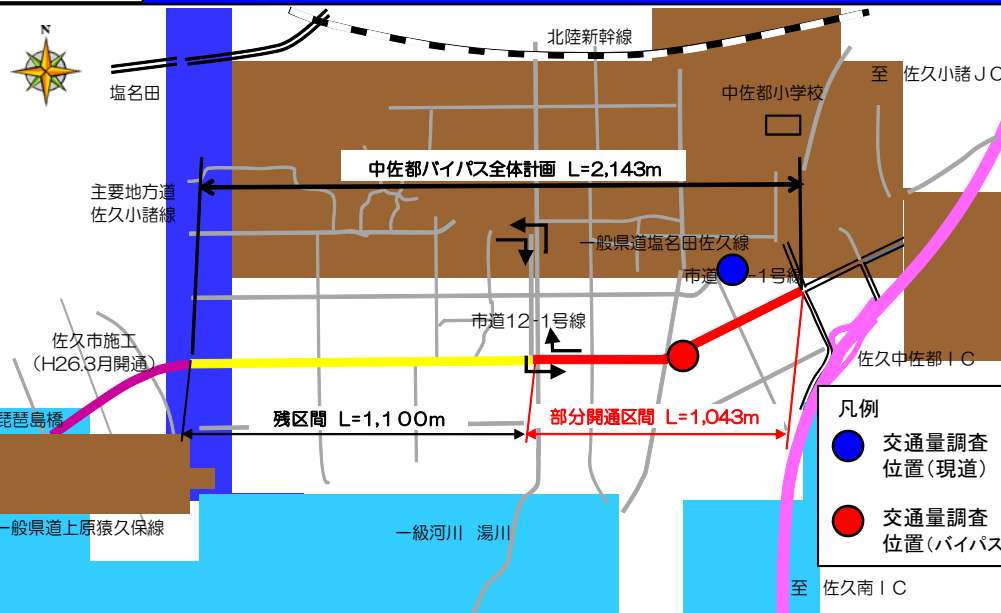 N
北陸新幹線
塩名田
至 佐久小諸JC
中佐都小学校
中佐都バイパス全体計画 L=2,143m
主要地方道
佐久小諸線
一般県道塩名田佐久線
市道 -1号線
市道12-1号線
佐久市施工
(H26.3月開通)
佐久中佐都IC
琵琶島橋
残区間 L=1,100m
部分開通区間 L=1,043m
凡例
交通量調査
位置(現道)
交通量調査
位置(バイパス
一般県道上原猿久保線
一級河川 湯川
至 佐久南IC